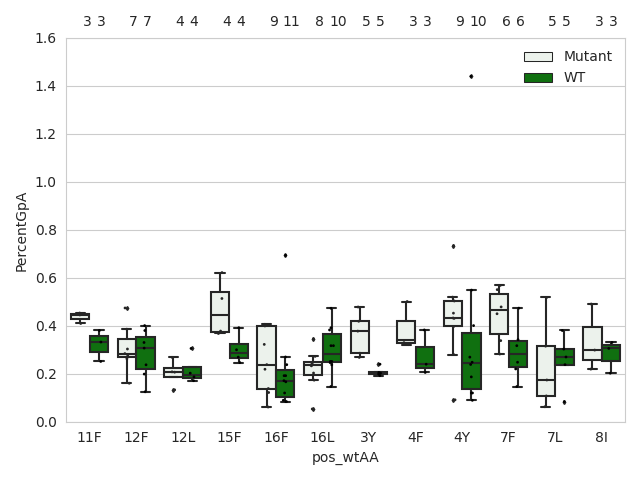 3 3 7 7 4 4 4 4 9 11 8 10 5 5 3 3 9 10 6 6 5 5 3 3
1.6
Mutant
WT
1.4
1.2
1.0
0.8
0.6
0.4
0.2
0.0
PercentGpA
11F 12F 12L 15F 16F 16L 3Y 4F 4Y 7F 7L 8I
pos_wtAA